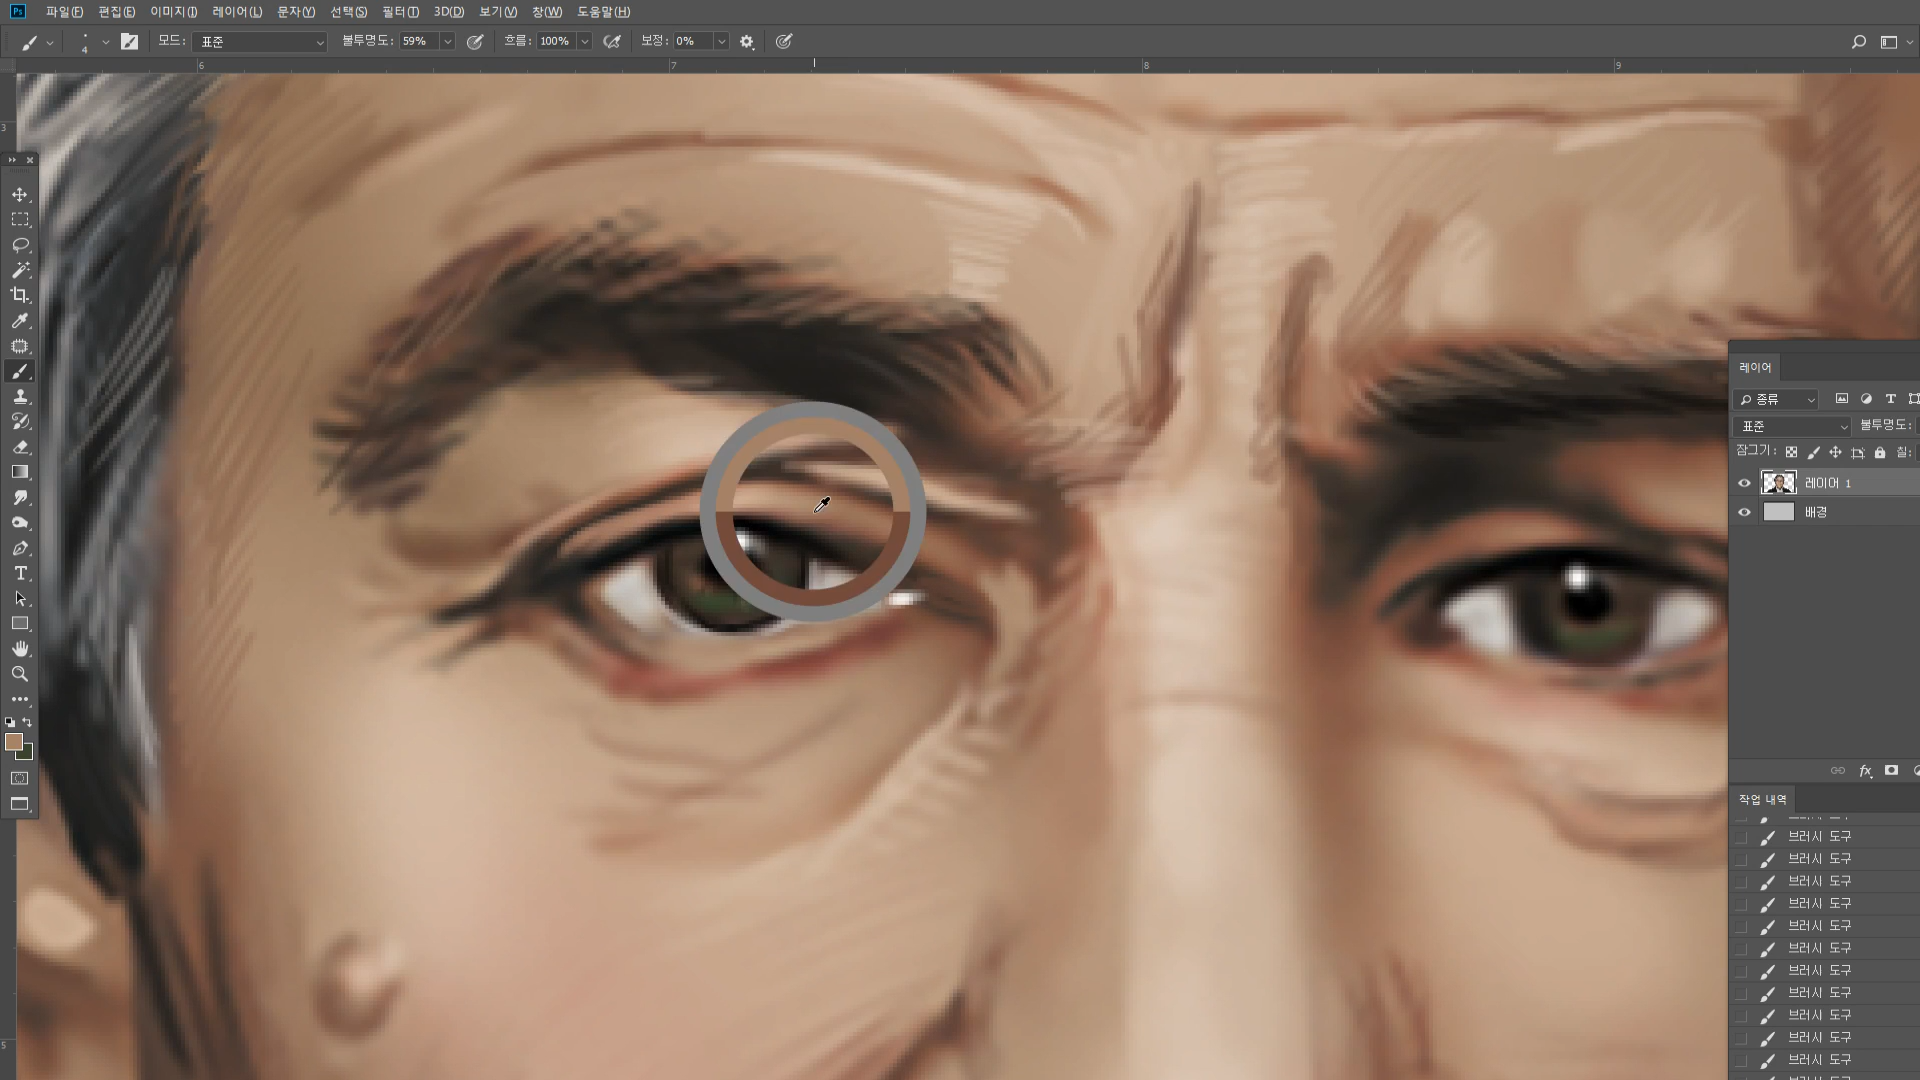 Ps 파일(F) 편집(E) 이미지(I) 레이어(L) 문자(Y) 선택(S) 필터(T) 3D(D) 보기(V) 창(W) 도움말(H)
4 모드: 표준 불투명도: 59% 흐름: 100% 보정: 0%
6 7 8 9
3
5
레이어
종류
표준 불투명도:
잠그기: 칠:
레이어 1
배경
fx
작업 내역
브러시 도구
브러시 도구
브러시 도구
브러시 도구
브러시 도구
브러시 도구
브러시 도구
브러시 도구
브러시 도구
브러시 도구
브러시 도구